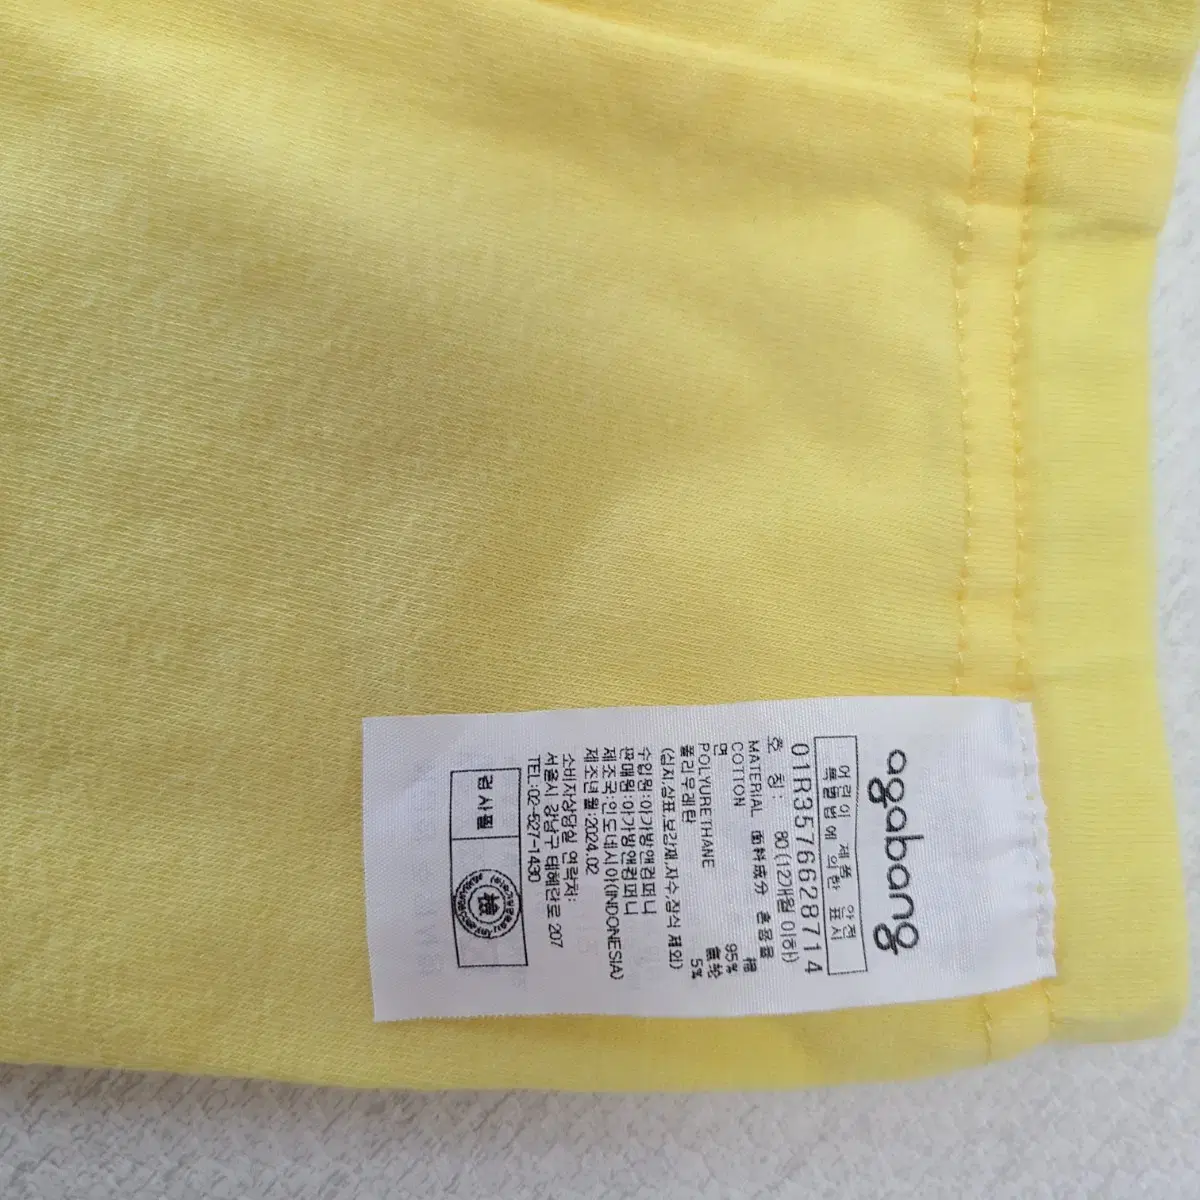 agabang
어린이 제품 안전
특별법에 의한 표시
01R357662871 4
호 칭 : 80 (12개월 이하)
MATERIAL 面料成分 혼용율
COTTON 棉
면 95%
POLYURETHANE 氨纶
폴리우레탄 5%
(심지,상표,보강재,자수,장식 제외)
수입원:아가방앤컴퍼니
판매원:아가방앤컴퍼니
제조국:인도네시아(INDONESIA)
제조년월:2024.02
소비자상담실 연락처:
서울시 강남구 테헤란로 207
TEL:02-527-1430
검사필
檢